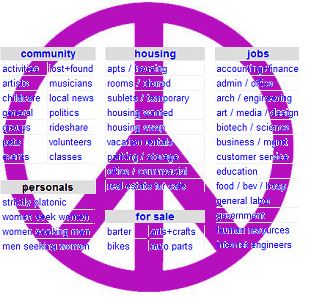 community
activities lost+found
artists musicians
childcare local news
general politics
groups rideshare
pets volunteers
events classes
personals
strictly platonic
women seek women
women seeking men
men seeking women
housing
apts / housing
rooms / shared
sublets / temporary
housing wanted
housing swap
vacation rentals
parking / storage
office / commercial
real estate for sale
for sale
barter arts+crafts
bikes auto parts
jobs
accounting+finance
admin / office
arch / engineering
art / media / design
biotech / science
business / mgmt
customer service
education
food / bev / hosp
general labor
government
human resources
internet engineers